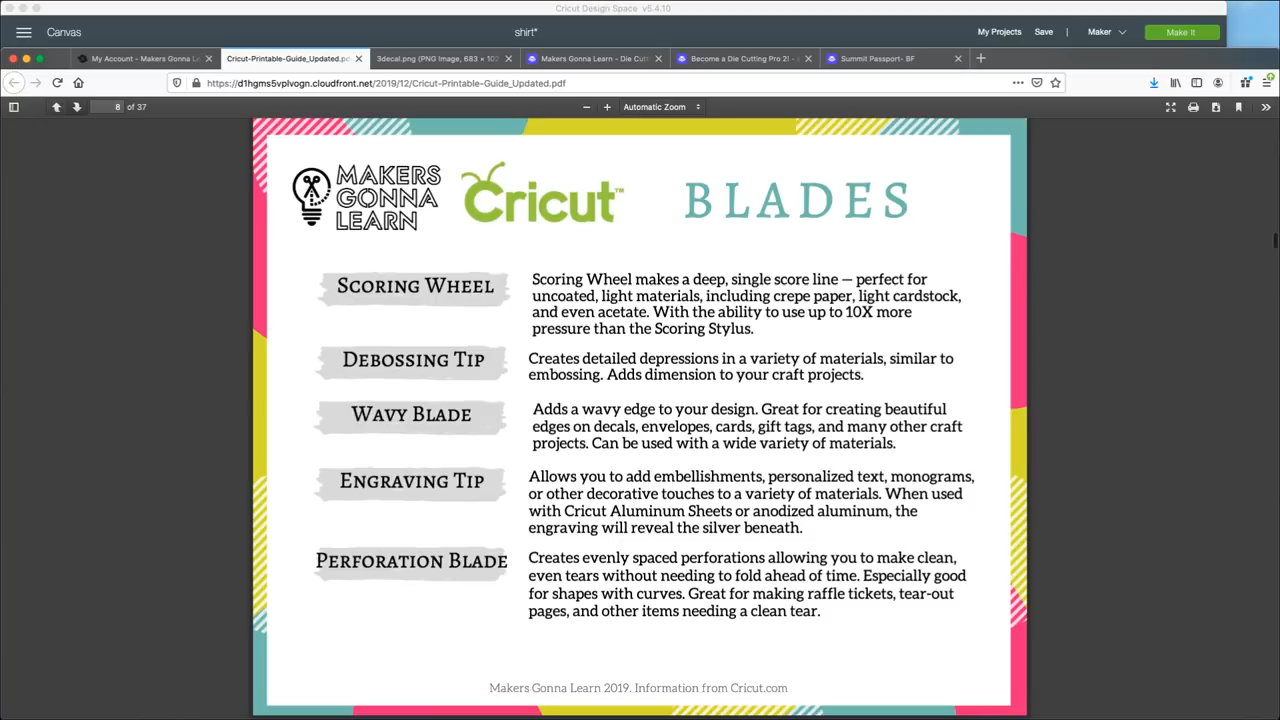 Cricut Design Space v5.4.10
Canvas
shirt*
My Projects
Save
Maker
Make It
My Account - Makers Gonna L
Cricut-Printable-Guide_Updated.p
3decal.png (PNG Image, 683 × 102
Makers Gonna Learn - Die Cut
Become a Die Cutting Pro 2! -
Summit Passport- BF
https://d1hgms5vplvogn.cloudfront.net/2019/12/Cricut-Printable-Guide_Updated.pdf
8 of 37
Automatic Zoom
MAKERS
GONNA
LEARN
Cricut™
BLADES
SCORING WHEEL
Scoring Wheel makes a deep, single score line — perfect for
uncoated, light materials, including crepe paper, light cardstock,
and even acetate. With the ability to use up to 10X more
pressure than the Scoring Stylus.
DEBOSSING TIP
Creates detailed depressions in a variety of materials, similar to
embossing. Adds dimension to your craft projects.
WAVY BLADE
Adds a wavy edge to your design. Great for creating beautiful
edges on decals, envelopes, cards, gift tags, and many other craft
projects. Can be used with a wide variety of materials.
ENGRAVING TIP
Allows you to add embellishments, personalized text, monograms,
or other decorative touches to a variety of materials. When used
with Cricut Aluminum Sheets or anodized aluminum, the
engraving will reveal the silver beneath.
PERFORATION BLADE
Creates evenly spaced perforations allowing you to make clean,
even tears without needing to fold ahead of time. Especially good
for shapes with curves. Great for making raffle tickets, tear-out
pages, and other items needing a clean tear.
Makers Gonna Learn 2019. Information from Cricut.com